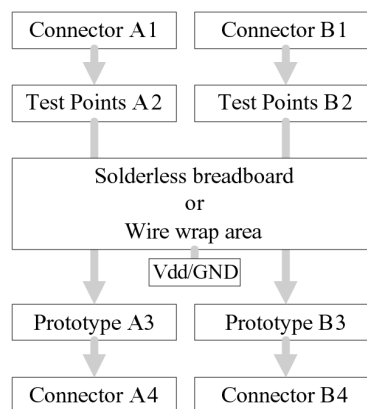 Connector A1
Connector B1
Test Points A2
Test Points B2
Solderless breadboard
or
Wire wrap area
Vdd/GND
Prototype A3
Prototype B3
Connector A4
Connector B4